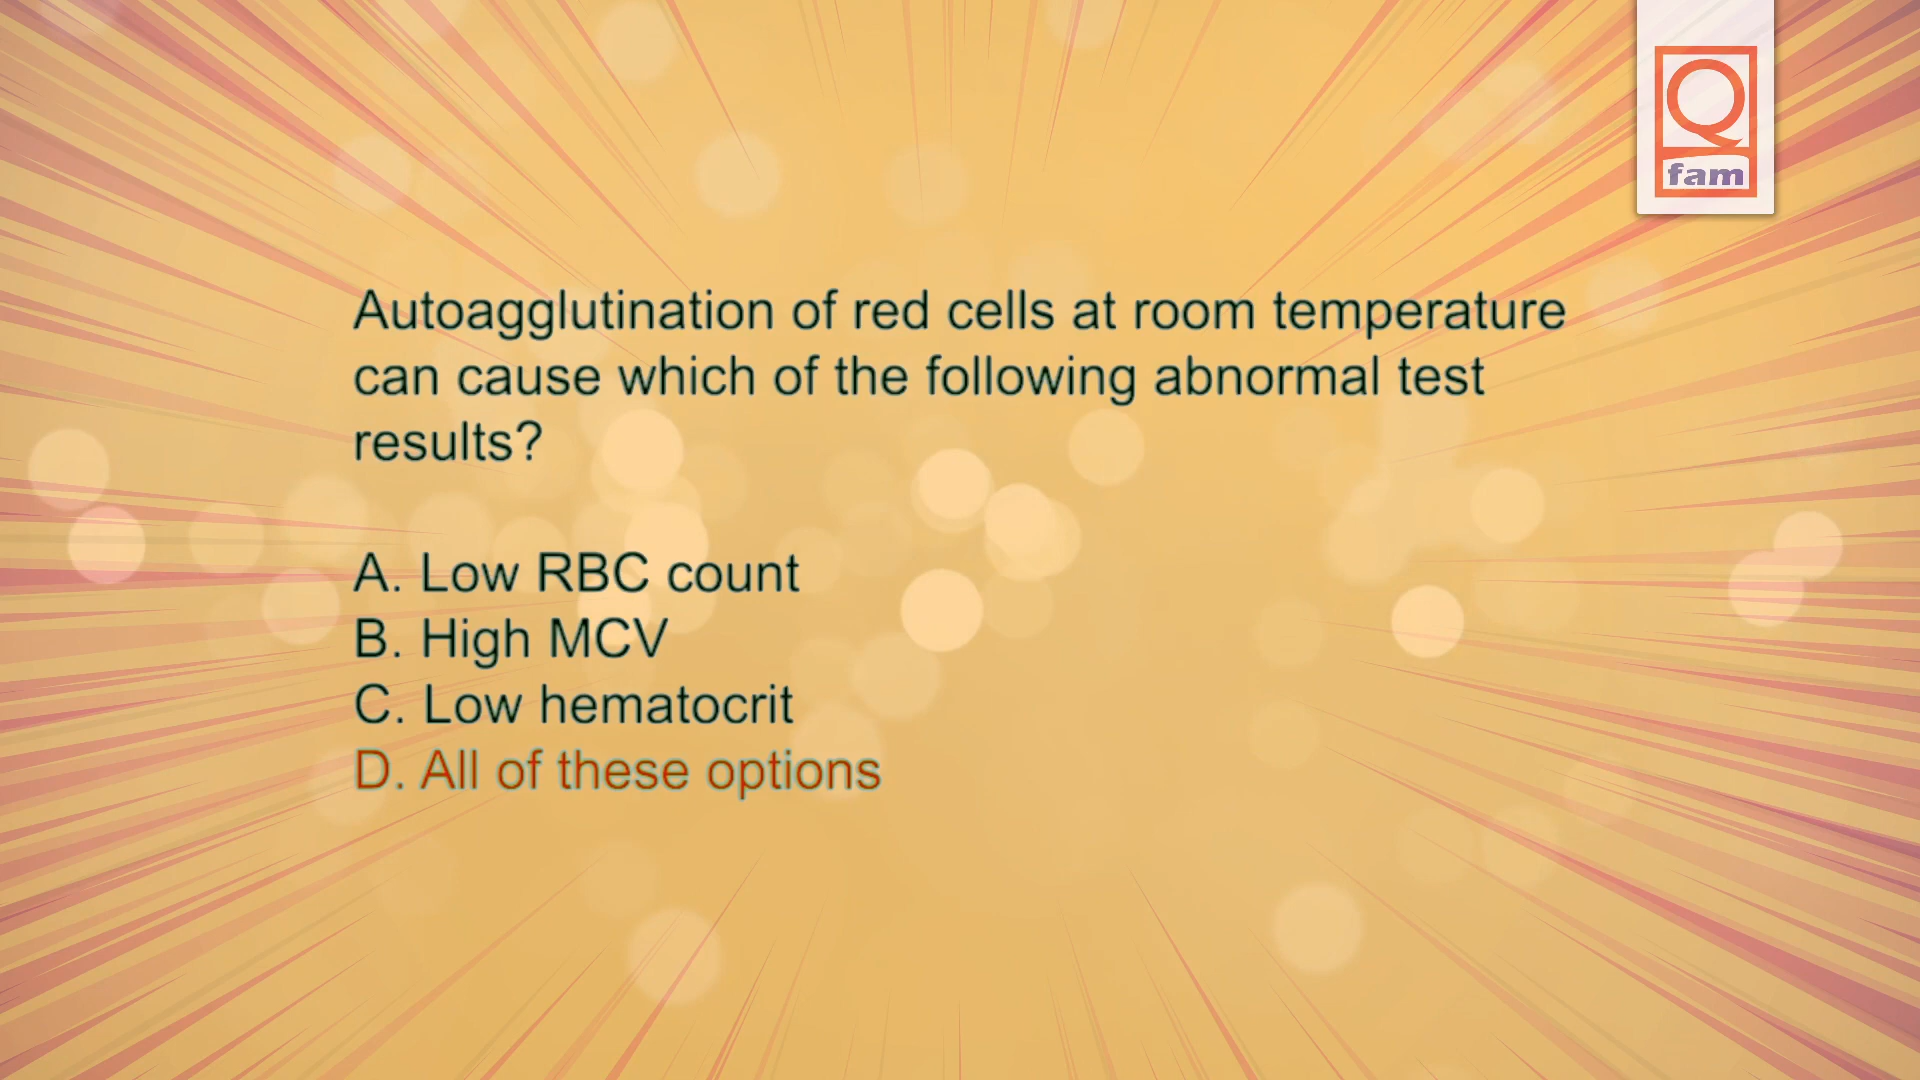 Q
fam
Autoagglutination of red cells at room temperature
can cause which of the following abnormal test
results?
A. Low RBC count
B. High MCV
C. Low hematocrit
D. All of these options